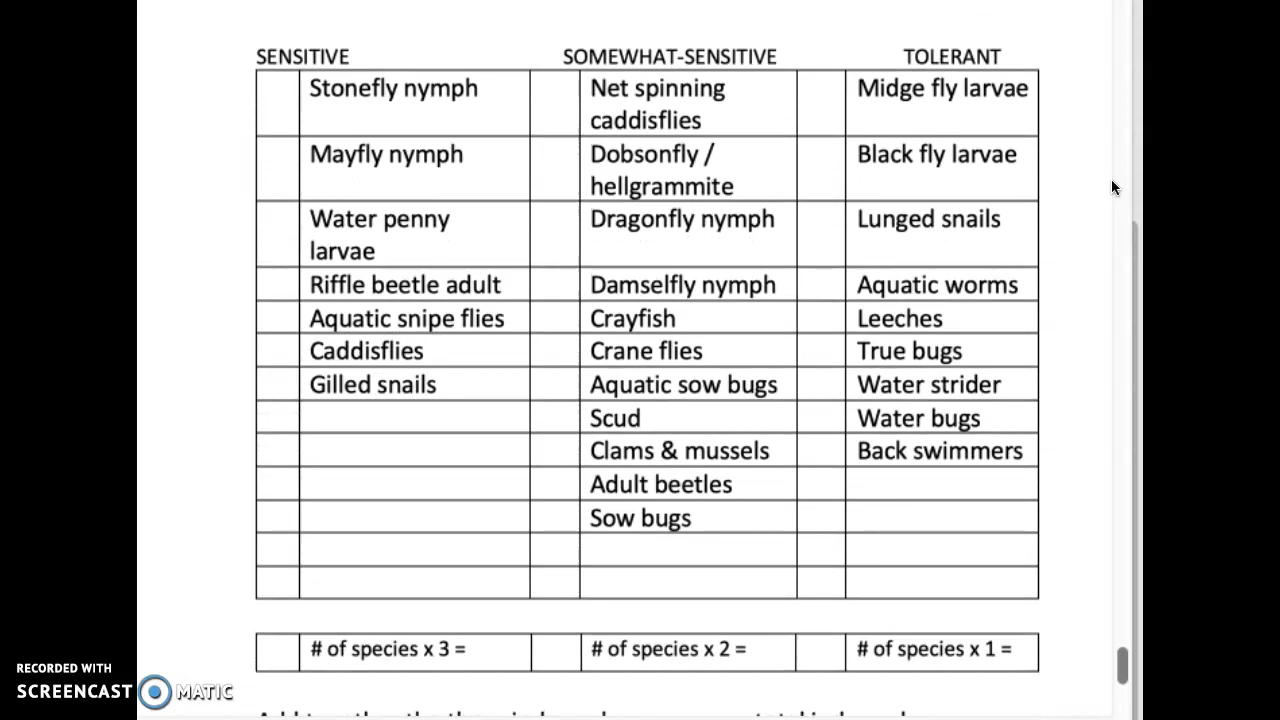 SENSITIVE SOMEWHAT-SENSITIVE TOLERANT
Stonefly nymph Net spinning caddisflies Midge fly larvae
Mayfly nymph Dobsonfly / hellgrammite Black fly larvae
Water penny larvae Dragonfly nymph Lunged snails
Riffle beetle adult Damselfly nymph Aquatic worms
Aquatic snipe flies Crayfish Leeches
Caddisflies Crane flies True bugs
Gilled snails Aquatic sow bugs Water strider
Scud Water bugs
Clams & mussels Back swimmers
Adult beetles
Sow bugs
# of species x 3 = # of species x 2 = # of species x 1 =
RECORDED WITH
SCREENCAST MATIC